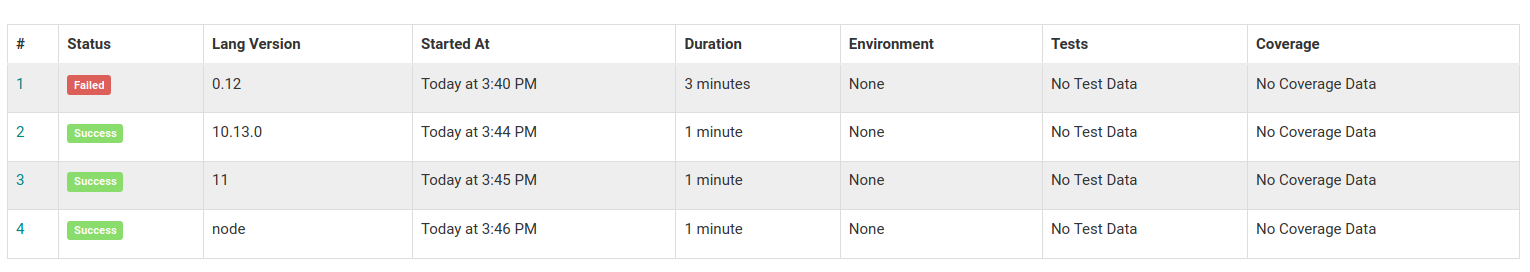 # Status Lang Version Started At Duration Environment Tests Coverage
1 Failed 0.12 Today at 3:40 PM 3 minutes None No Test Data No Coverage Data
2 Success 10.13.0 Today at 3:44 PM 1 minute None No Test Data No Coverage Data
3 Success 11 Today at 3:45 PM 1 minute None No Test Data No Coverage Data
4 Success node Today at 3:46 PM 1 minute None No Test Data No Coverage Data